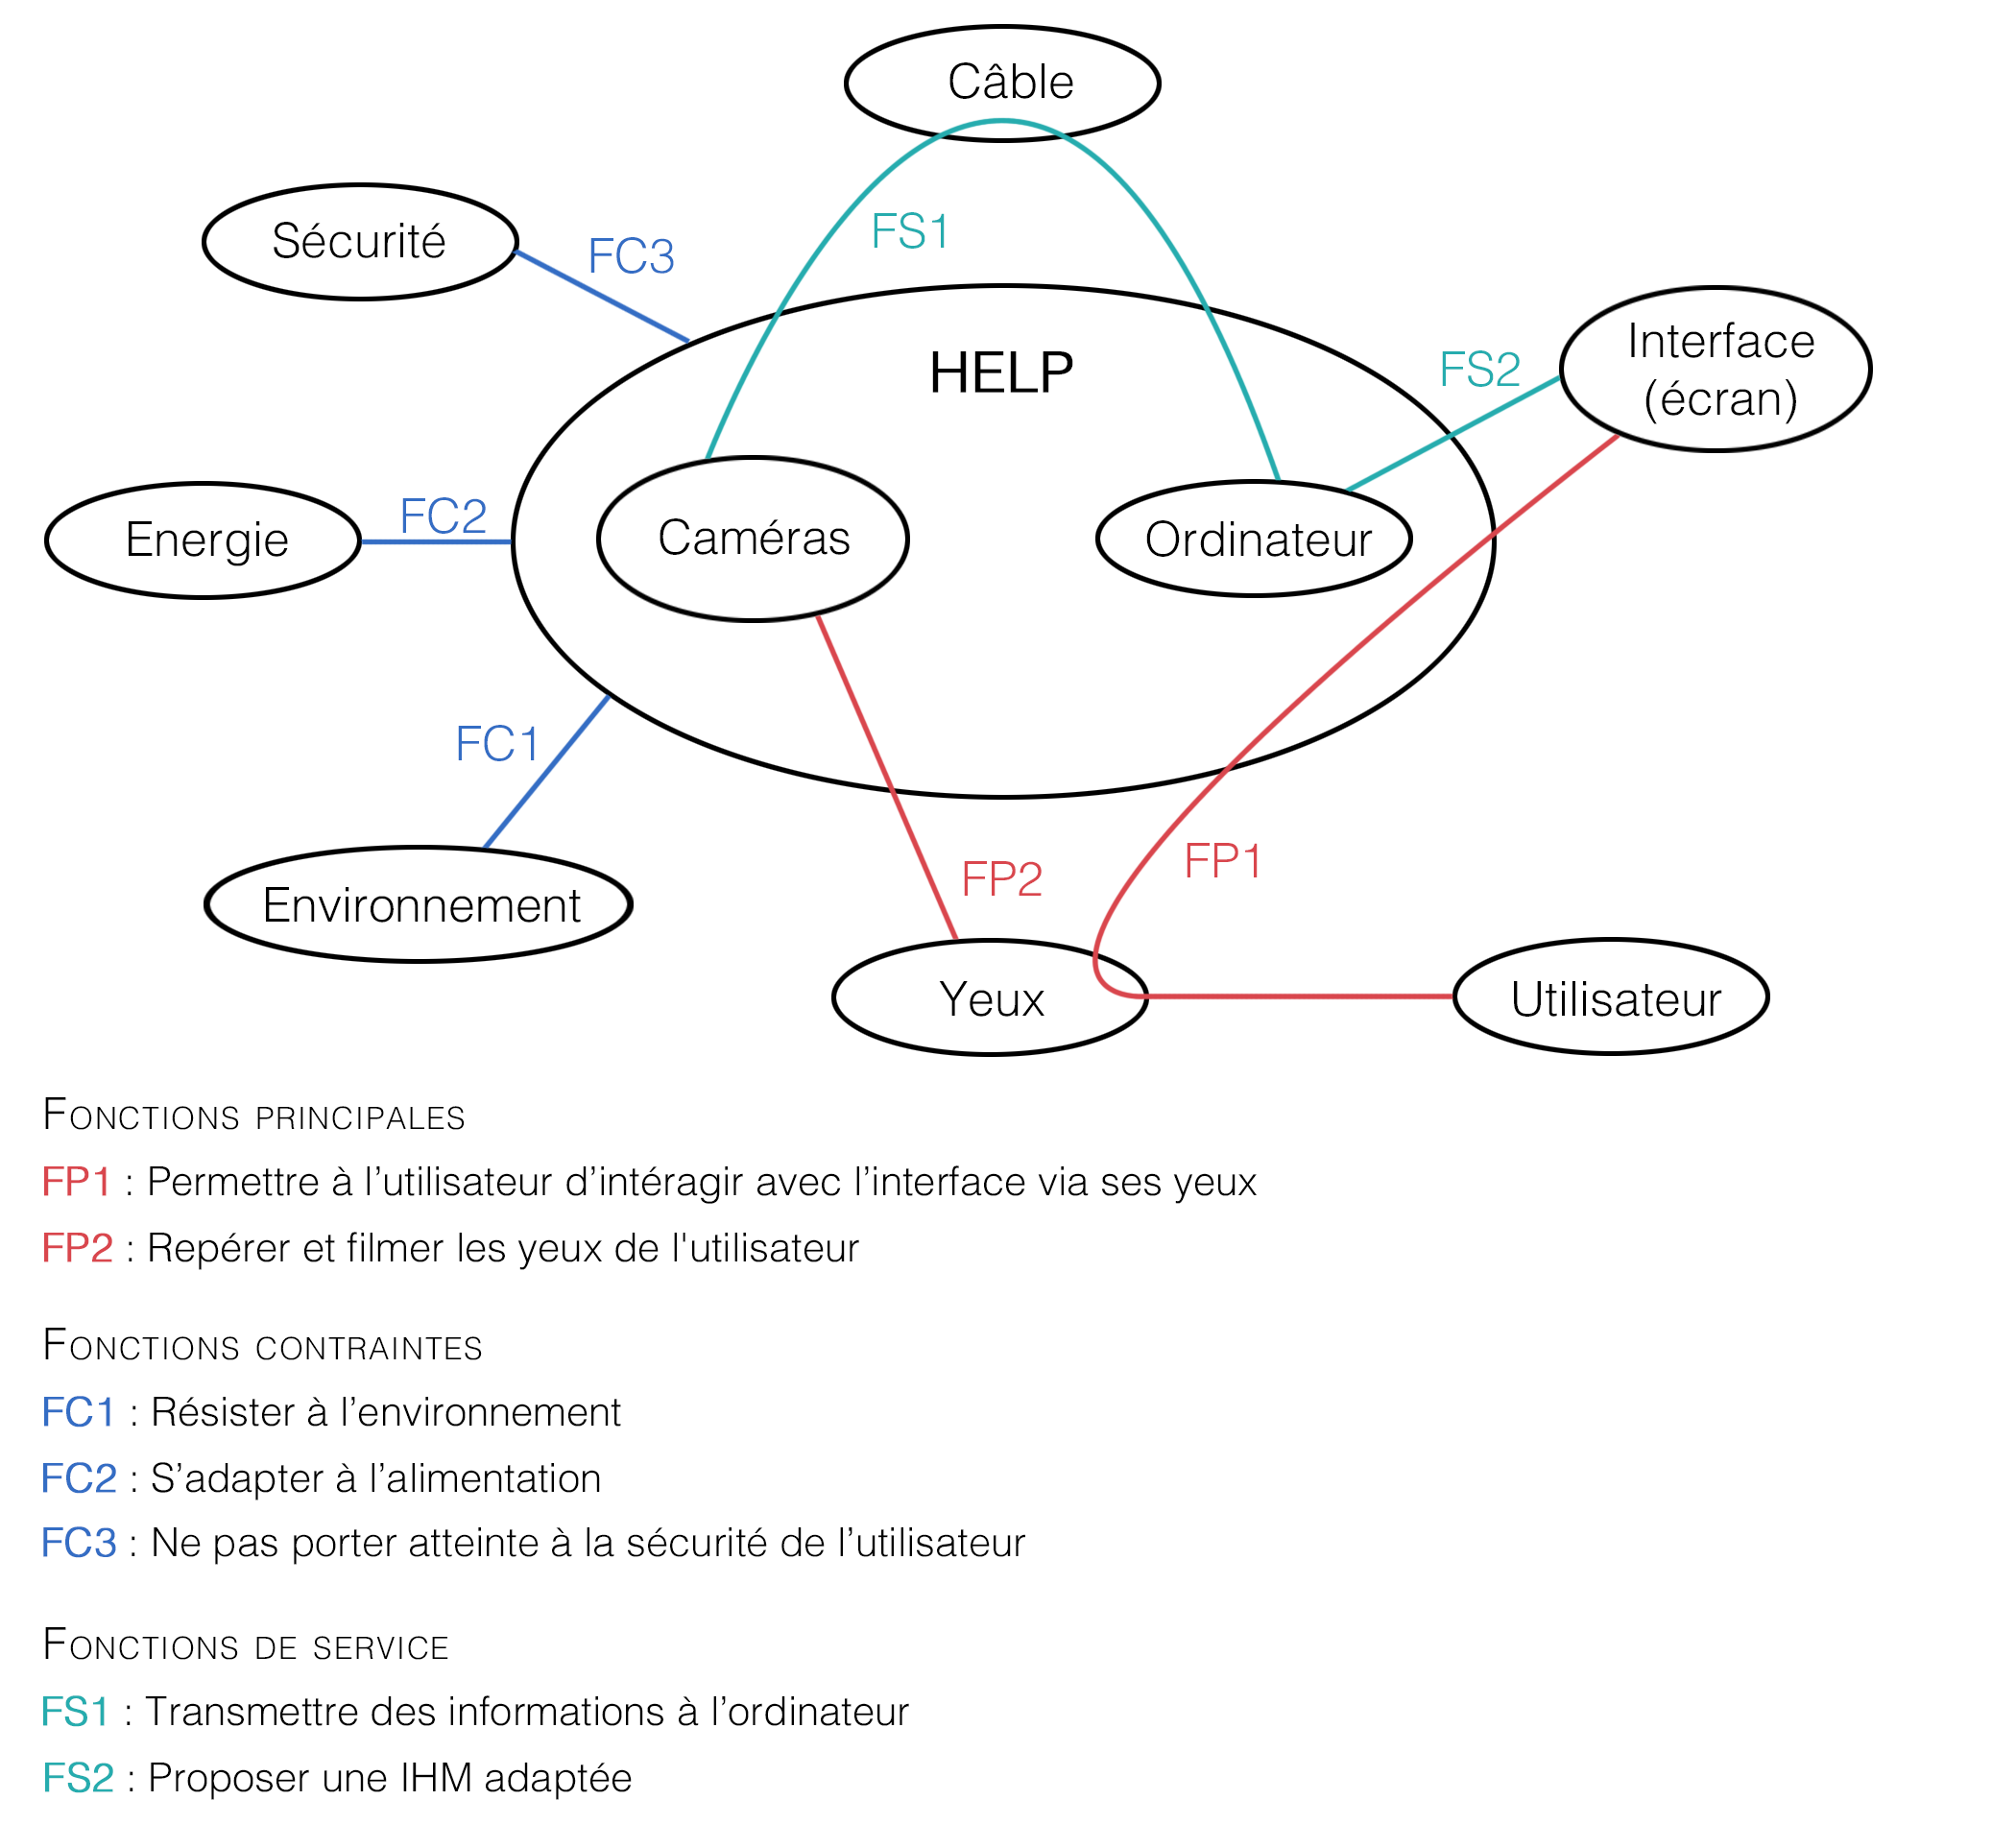 Câble
Sécurité
FC3
FS1
HELP
FS2
Interface
(écran)
Energie
FC2
Caméras
Ordinateur
FC1
FP2
FP1
Environnement
Yeux
Utilisateur
Fonctions principales
FP1 : Permettre à l’utilisateur d’intéragir avec l’interface via ses yeux
FP2 : Repérer et filmer les yeux de l'utilisateur
Fonctions contraintes
FC1 : Résister à l’environnement
FC2 : S’adapter à l’alimentation
FC3 : Ne pas porter atteinte à la sécurité de l’utilisateur
Fonctions de service
FS1 : Transmettre des informations à l’ordinateur
FS2 : Proposer une IHM adaptée